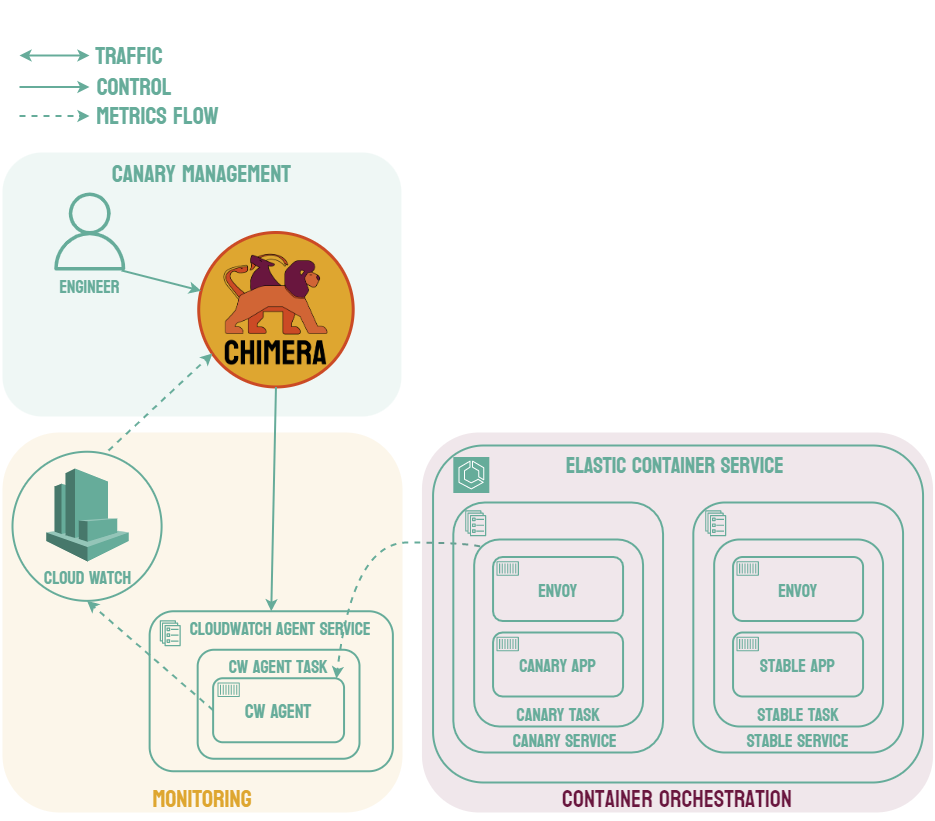 TRAFFIC
CONTROL
METRICS FLOW
CANARY MANAGEMENT
ENGINEER
CHIMERA
CLOUD WATCH
CLOUDWATCH AGENT SERVICE
CW AGENT TASK
CW AGENT
MONITORING
ELASTIC CONTAINER SERVICE
ENVOY
CANARY APP
CANARY TASK
CANARY SERVICE
ENVOY
STABLE APP
STABLE TASK
STABLE SERVICE
CONTAINER ORCHESTRATION